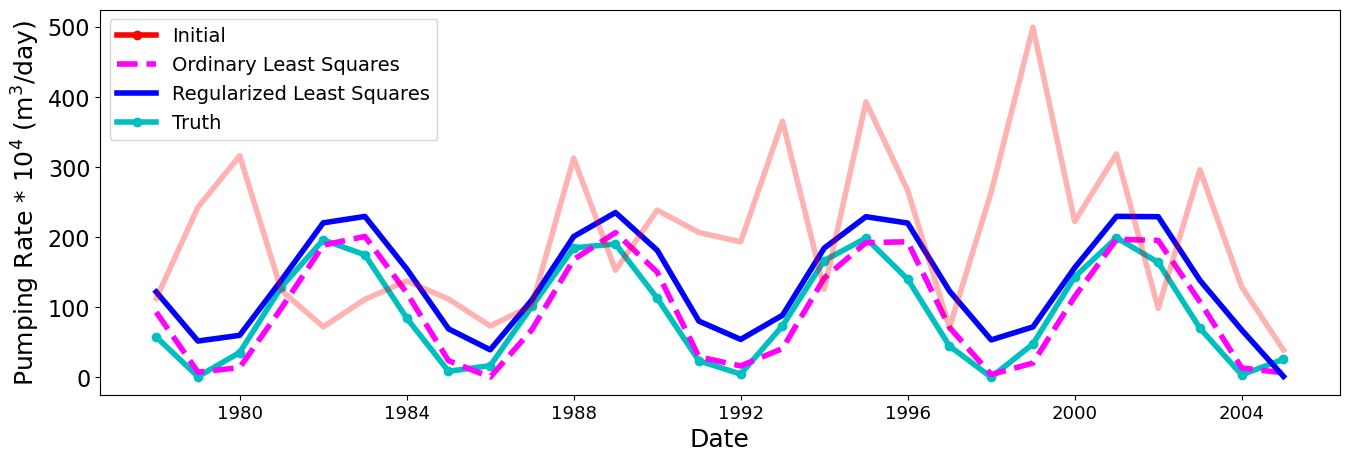 Pumping Rate * 10⁴ (m³/day)
500
400
300
200
100
0
Initial
Ordinary Least Squares
Regularized Least Squares
Truth
1980 1984 1988 1992 1996 2000 2004
Date